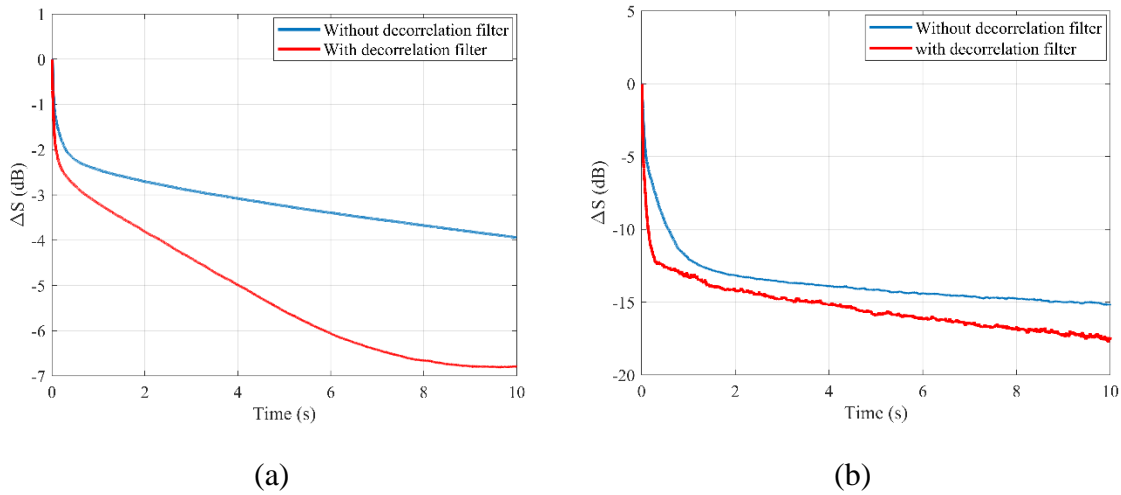 1
0
-1
-2
-3
-4
-5
-6
-7
ΔS (dB)
0 2 4 6 8 10
Time (s)
Without decorrelation filter
With decorrelation filter
(a)
5
0
-5
-10
-15
-20
ΔS (dB)
0 2 4 6 8 10
Time (s)
Without decorrelation filter
with decorrelation filter
(b)